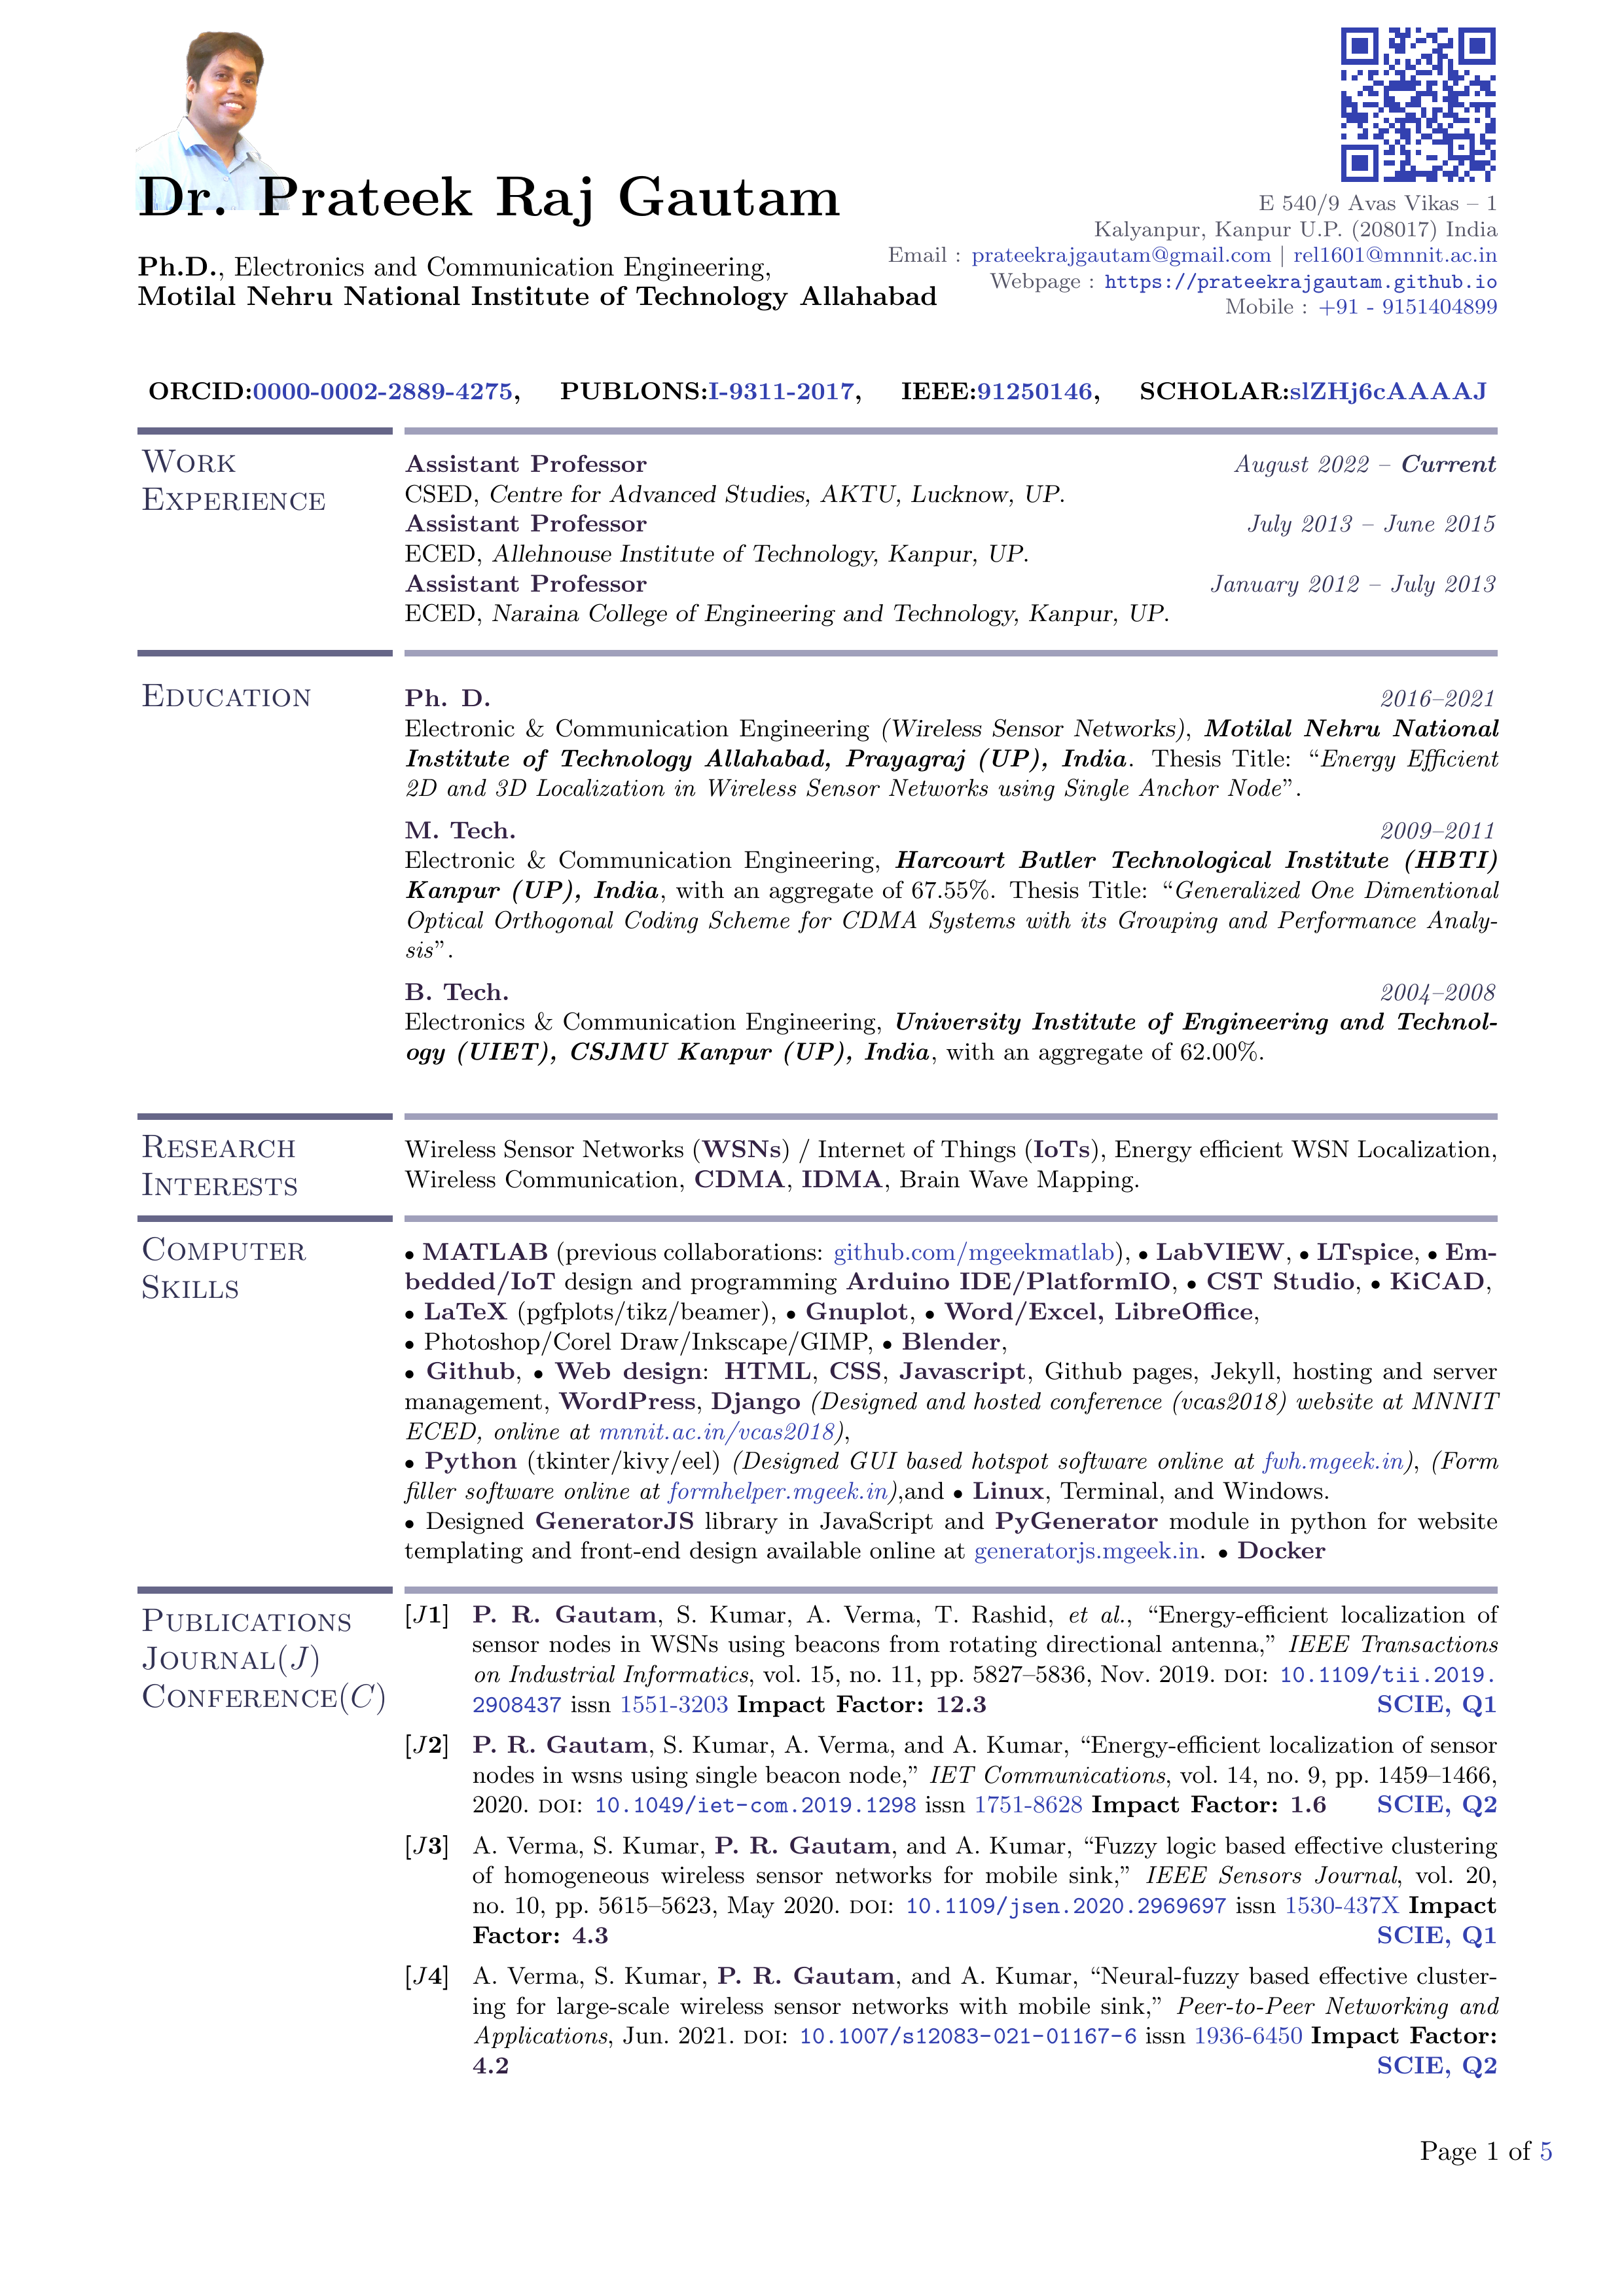 Dr. Prateek Raj Gautam
Ph.D., Electronics and Communication Engineering,
Motilal Nehru National Institute of Technology Allahabad
E 540/9 Avas Vikas – 1
Kalyanpur, Kanpur U.P. (208017) India
Email : prateekrajgautam@gmail.com | rel1601@mnnit.ac.in
Webpage : https://prateekrajgautam.github.io
Mobile : +91 - 9151404899
ORCID:0000-0002-2889-4275, PUBLONS:I-9311-2017, IEEE:91250146, SCHOLAR:slZHj6cAAAAJ
Work
Experience
Assistant Professor August 2022 – Current
CSED, Centre for Advanced Studies, AKTU, Lucknow, UP.
Assistant Professor July 2013 – June 2015
ECED, Allehnouse Institute of Technology, Kanpur, UP.
Assistant Professor January 2012 – July 2013
ECED, Naraina College of Engineering and Technology, Kanpur, UP.
Education
Ph. D. 2016–2021
Electronic & Communication Engineering (Wireless Sensor Networks), Motilal Nehru National
Institute of Technology Allahabad, Prayagraj (UP), India. Thesis Title: “Energy Efficient
2D and 3D Localization in Wireless Sensor Networks using Single Anchor Node”.
M. Tech. 2009–2011
Electronic & Communication Engineering, Harcourt Butler Technological Institute (HBTI)
Kanpur (UP), India, with an aggregate of 67.55%. Thesis Title: “Generalized One Dimentional
Optical Orthogonal Coding Scheme for CDMA Systems with its Grouping and Performance Analy-
sis”.
B. Tech. 2004–2008
Electronics & Communication Engineering, University Institute of Engineering and Technol-
ogy (UIET), CSJMU Kanpur (UP), India, with an aggregate of 62.00%.
Research
Interests
Wireless Sensor Networks (WSNs) / Internet of Things (IoTs), Energy efficient WSN Localization,
Wireless Communication, CDMA, IDMA, Brain Wave Mapping.
Computer
Skills
• MATLAB (previous collaborations: github.com/mgeekmatlab), • LabVIEW, • LTspice, • Em-
bedded/IoT design and programming Arduino IDE/PlatformIO, • CST Studio, • KiCAD,
• LaTeX (pgfplots/tikz/beamer), • Gnuplot, • Word/Excel, LibreOffice,
• Photoshop/Corel Draw/Inkscape/GIMP, • Blender,
• Github, • Web design: HTML, CSS, Javascript, Github pages, Jekyll, hosting and server
management, WordPress, Django (Designed and hosted conference (vcas2018) website at MNNIT
ECED, online at mnnit.ac.in/vcas2018),
• Python (tkinter/kivy/eel) (Designed GUI based hotspot software online at fwh.mgeek.in), (Form
filler software online at formhelper.mgeek.in),and • Linux, Terminal, and Windows.
• Designed GeneratorJS library in JavaScript and PyGenerator module in python for website
templating and front-end design available online at generatorjs.mgeek.in. • Docker
Publications
Journal(J)
Conference(C)
[J1] P. R. Gautam, S. Kumar, A. Verma, T. Rashid, et al., “Energy-efficient localization of
sensor nodes in WSNs using beacons from rotating directional antenna,” IEEE Transactions
on Industrial Informatics, vol. 15, no. 11, pp. 5827–5836, Nov. 2019. doi: 10.1109/tii.2019.
2908437 issn 1551-3203 Impact Factor: 12.3 SCIE, Q1
[J2] P. R. Gautam, S. Kumar, A. Verma, and A. Kumar, “Energy-efficient localization of sensor
nodes in wsns using single beacon node,” IET Communications, vol. 14, no. 9, pp. 1459–1466,
2020. doi: 10.1049/iet-com.2019.1298 issn 1751-8628 Impact Factor: 1.6 SCIE, Q2
[J3] A. Verma, S. Kumar, P. R. Gautam, and A. Kumar, “Fuzzy logic based effective clustering
of homogeneous wireless sensor networks for mobile sink,” IEEE Sensors Journal, vol. 20,
no. 10, pp. 5615–5623, May 2020. doi: 10.1109/jsen.2020.2969697 issn 1530-437X Impact
Factor: 4.3 SCIE, Q1
[J4] A. Verma, S. Kumar, P. R. Gautam, and A. Kumar, “Neural-fuzzy based effective cluster-
ing for large-scale wireless sensor networks with mobile sink,” Peer-to-Peer Networking and
Applications, Jun. 2021. doi: 10.1007/s12083-021-01167-6 issn 1936-6450 Impact Factor:
4.2 SCIE, Q2
Page 1 of 5